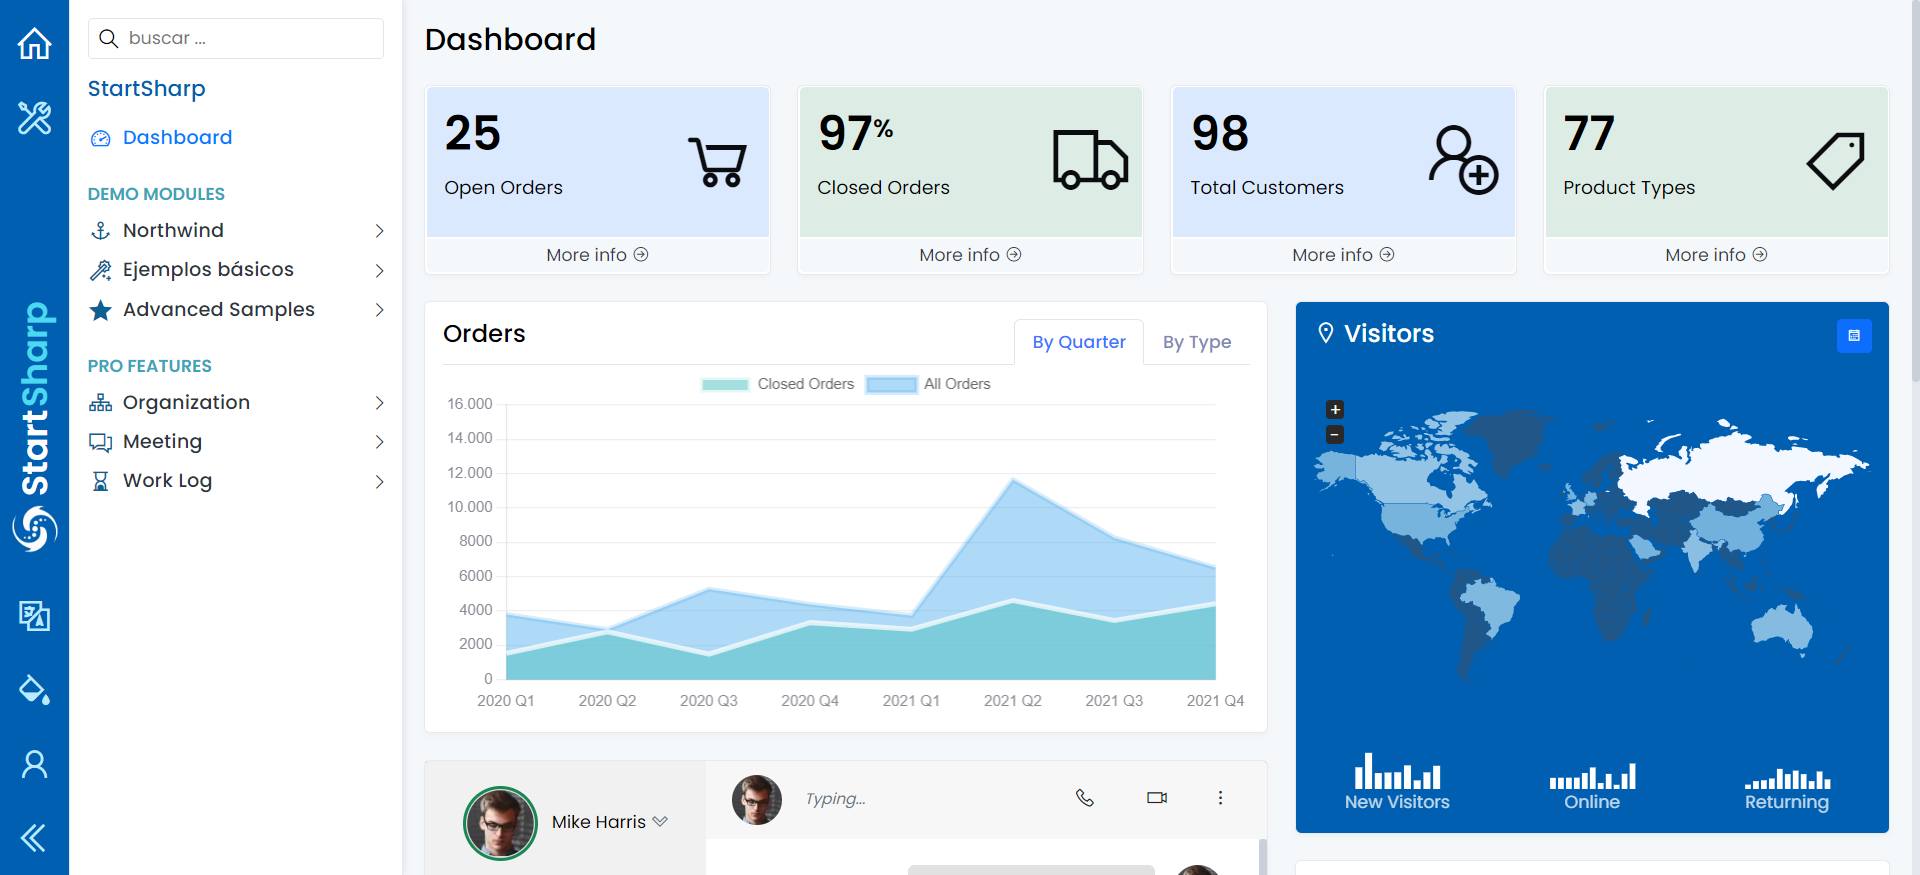 buscar ...
StartSharp
Dashboard
DEMO MODULES
Northwind
Ejemplos básicos
Advanced Samples
PRO FEATURES
Organization
Meeting
Work Log
StartSharp
Dashboard
25
Open Orders
More info
97%
Closed Orders
More info
98
Total Customers
More info
77
Product Types
More info
Orders
By Quarter
By Type
Closed Orders
All Orders
16.000
14.000
12.000
10.000
8000
6000
4000
2000
0
2020 Q1 2020 Q2 2020 Q3 2020 Q4 2021 Q1 2021 Q2 2021 Q3 2021 Q4
Visitors
+
−
New Visitors
Online
Returning
Mike Harris
Typing...